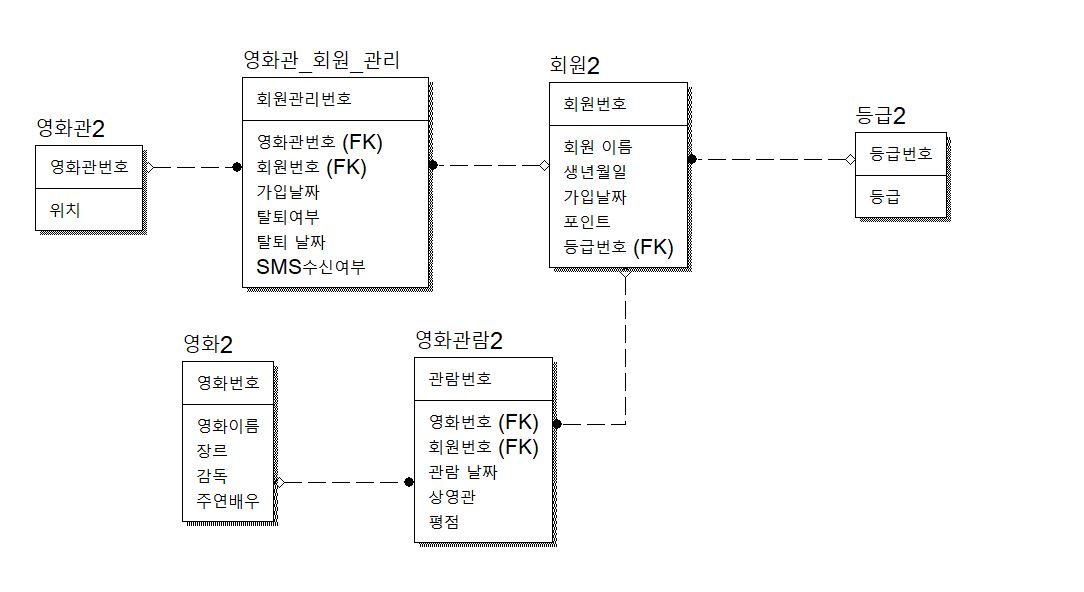 영화관2
영화관번호
위치
영화관_회원_관리
회원관리번호
영화관번호 (FK)
회원번호 (FK)
가입날짜
탈퇴여부
탈퇴 날짜
SMS수신여부
회원2
회원번호
회원 이름
생년월일
가입날짜
포인트
등급번호 (FK)
등급2
등급번호
등급
영화2
영화번호
영화이름
장르
감독
주연배우
영화관람2
관람번호
영화번호 (FK)
회원번호 (FK)
관람 날짜
상영관
평점